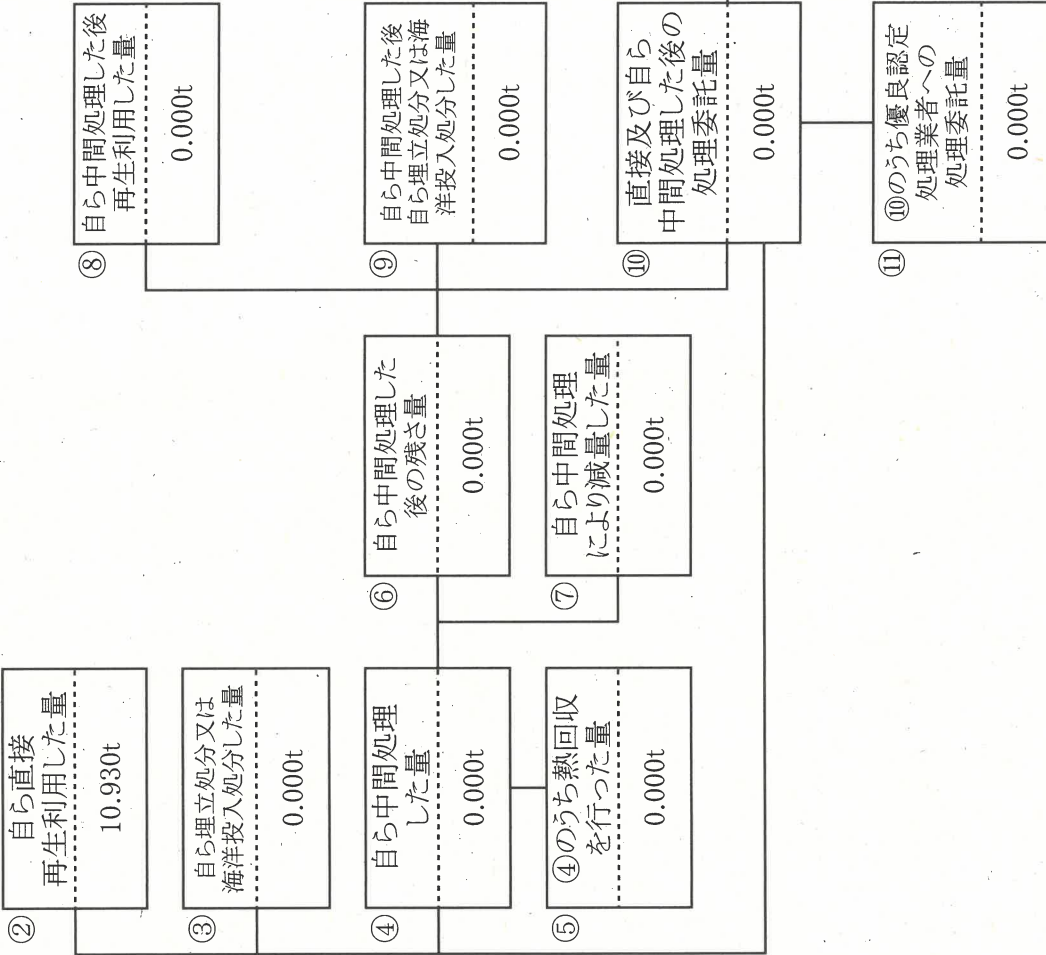 ②
自ら直接
再生利用した量
10.930t
③
自ら埋立処分又は
海洋投入処分した量
0.000t
④
自ら中間処理
した量
0.000t
⑤
④のうち熱回収
を行った量
0.000t
⑥
自ら中間処理した
後の残さ量
0.000t
⑦
自ら中間処理
により減量した量
0.000t
⑧
自ら中間処理した後
再生利用した量
0.000t
⑨
自ら中間処理した後
自ら埋立処分又は海
洋投入処分した量
0.000t
⑩
直接及び自ら
中間処理した後の
処理委託量
0.000t
⑪
⑩のうち優良認定
処理業者への
処理委託量
0.000t